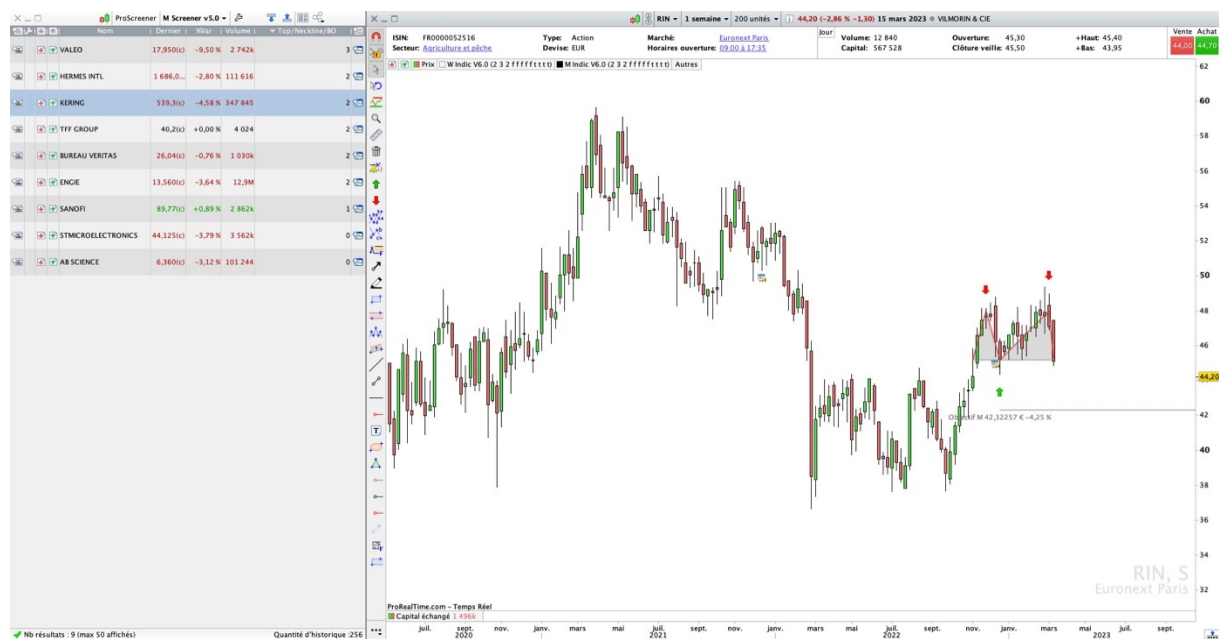 ProScreener M Screener v5.0
Nom Dernier %Var Volume Top/Neckline/BO
VALEO 17,950(c) -9,50 % 2 742k 3
HERMES INTL 1 686,0... -2,80 % 111 616 2
KERING 539,3(c) -4,58 % 347 845 2
TFF GROUP 40,2(c) +0,00 % 4 024 2
BUREAU VERITAS 26,04(c) -0,76 % 1 030k 2
ENGIE 13,560(c) -3,64 % 12,9M 2
SANOFI 89,77(c) +0,89 % 2 862k 1
STMICROELECTRONICS 44,125(c) -3,79 % 3 562k 0
AB SCIENCE 6,360(c) -3,12 % 101 244 0
Nb résultats : 9 (max 50 affichés) Quantité d'historique :256
RIN 1 semaine 200 unités 44,20 (-2,86 % -1,30) 15 mars 2023 VILMORIN & CIE
ISIN: FR0000052516 Type: Action Marché: Euronext Paris
Secteur: Agriculture et pêche Devise: EUR Horaires ouverture: 09:00 à 17:35
Jour
Volume: 12 840 Ouverture: 45,30 +Haut: 45,40
Capital: 567 528 Clôture veille: 45,50 +Bas: 43,95
Vente Achat
44,00 44,70
Prix W Indic V6.0 (2 3 2 f f f f f t t t) M Indic V6.0 (2 3 2 f f f f f t t t) Autres
62
60
58
56
54
52
50
48
46
44,20
42
40
38
36
34
32
Objectif M 42,32257 € -4,25 %
RIN, S
Euronext Paris
ProRealTime.com - Temps Réel
Capital échangé 1 496k
juil. sept. nov. janv. mars mai juil. sept. nov. janv. mars mai juil. sept. nov. janv. mars mai juil. sept.
2020 2021 2022 2023